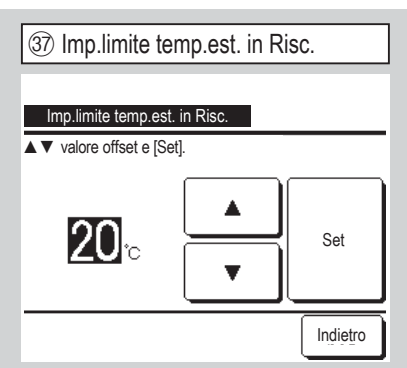 ㊲ Imp.limite temp.est. in Risc.
Imp.limite temp.est. in Risc.
▲▼ valore offset e [Set].
20°C
▲
Set
▼
Indietro